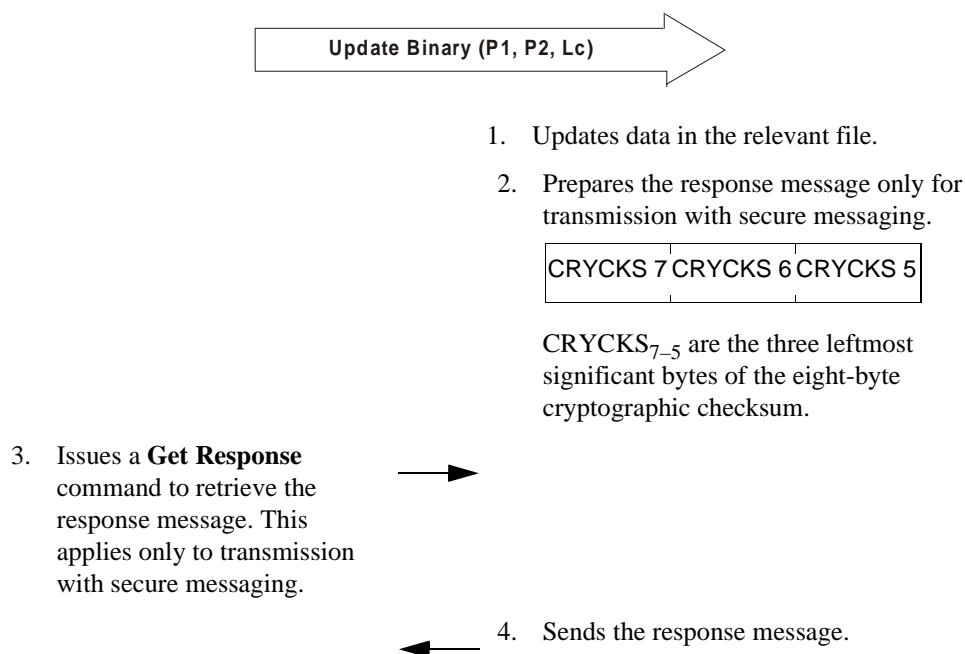 Update Binary (P1, P2, Lc)
1. Updates data in the relevant file.
2. Prepares the response message only for
transmission with secure messaging.
CRYCKS 7 CRYCKS 6 CRYCKS 5
CRYCKS7–5 are the three leftmost
significant bytes of the eight-byte
cryptographic checksum.
3. Issues a Get Response
command to retrieve the
response message. This
applies only to transmission
with secure messaging.
4. Sends the response message.